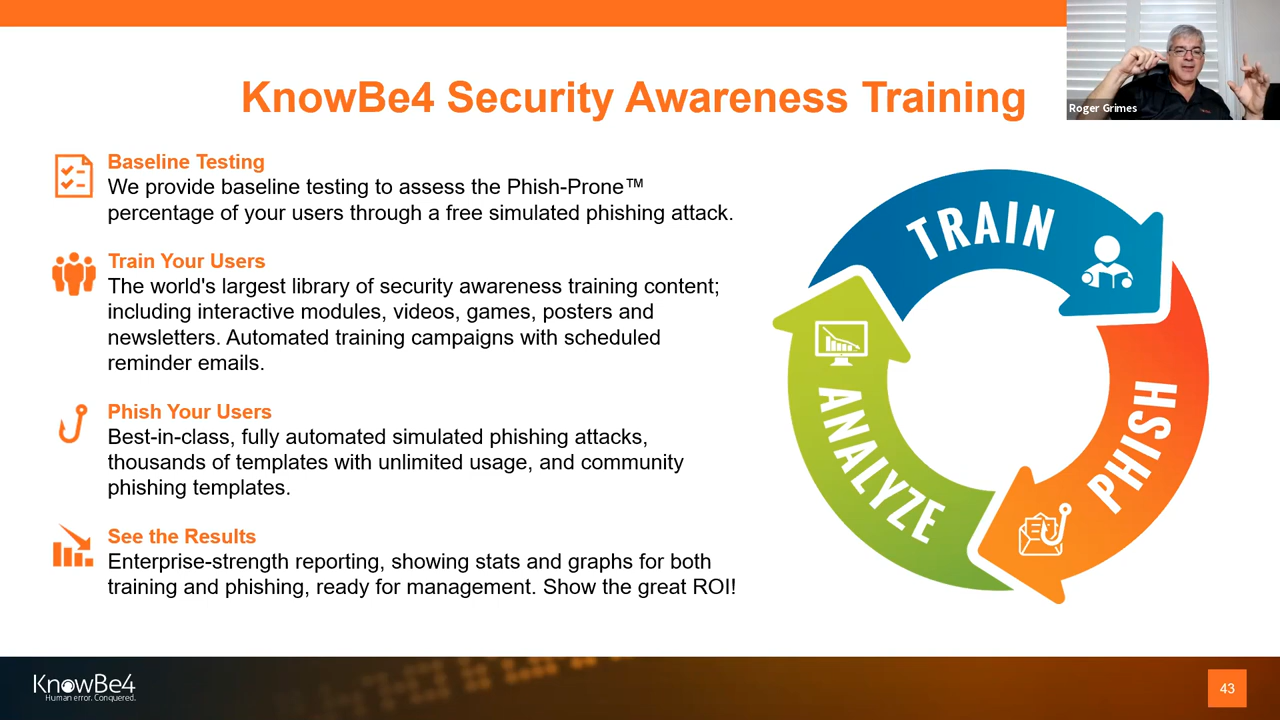 KnowBe4 Security Awareness Training
Roger Grimes
Baseline Testing
We provide baseline testing to assess the Phish-Prone™
percentage of your users through a free simulated phishing attack.
Train Your Users
The world's largest library of security awareness training content;
including interactive modules, videos, games, posters and
newsletters. Automated training campaigns with scheduled
reminder emails.
Phish Your Users
Best-in-class, fully automated simulated phishing attacks,
thousands of templates with unlimited usage, and community
phishing templates.
See the Results
Enterprise-strength reporting, showing stats and graphs for both
training and phishing, ready for management. Show the great ROI!
TRAIN
PHISH
ANALYZE
KnowBe4
Human error. Conquered.
43